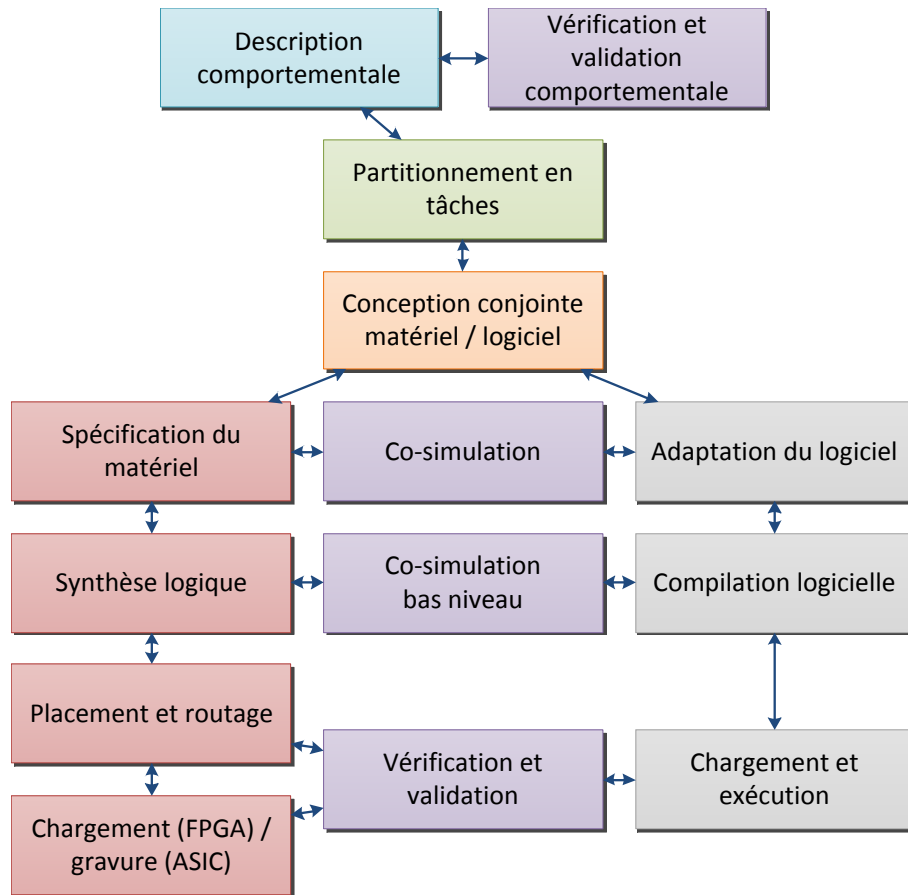 Description
comportementale
Vérification et
validation
comportementale
Partitionnement en
tâches
Conception conjointe
matériel / logiciel
Spécification du
matériel
Co-simulation
Adaptation du logiciel
Synthèse logique
Co-simulation
bas niveau
Compilation logicielle
Placement et routage
Vérification et
validation
Chargement et
exécution
Chargement (FPGA) /
gravure (ASIC)